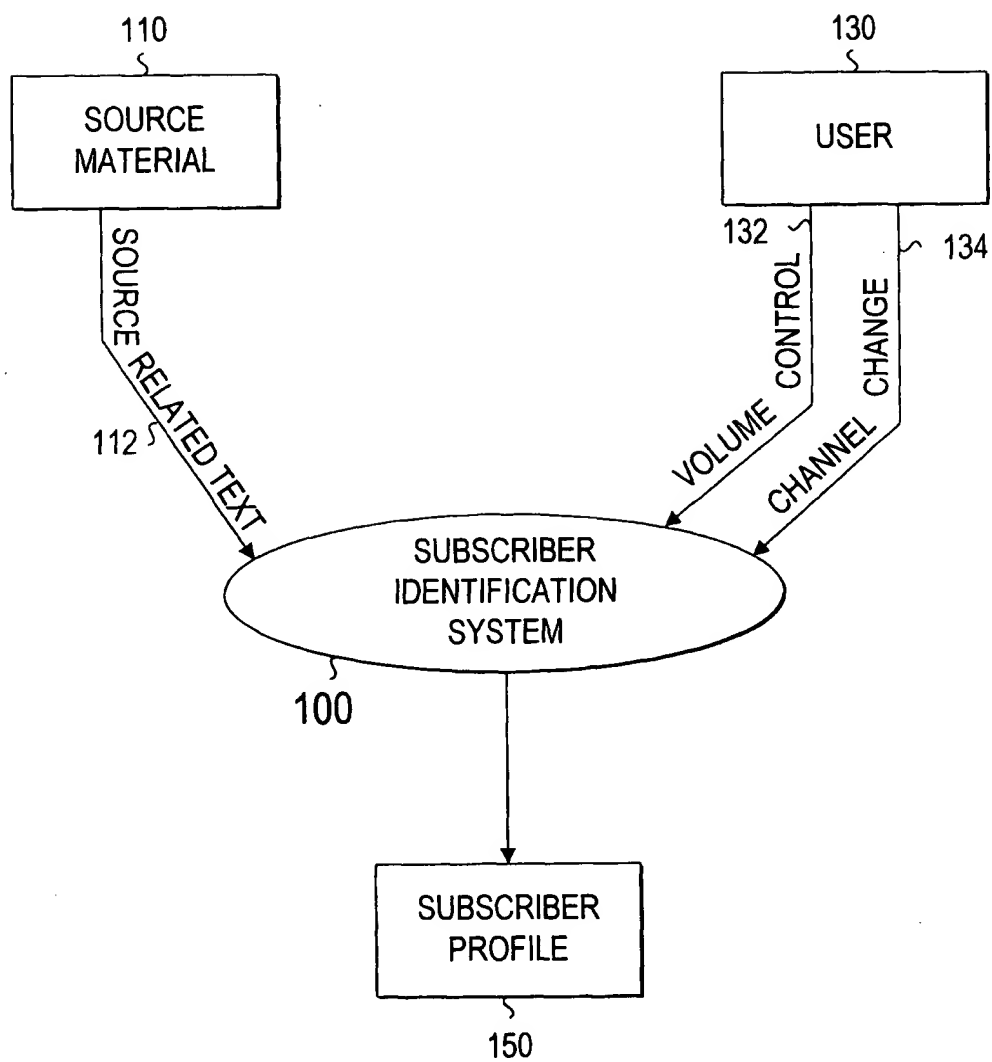 110
SOURCE
MATERIAL
130
USER
132
134
SOURCE RELATED TEXT
112
VOLUME CONTROL
CHANNEL CHANGE
SUBSCRIBER
IDENTIFICATION
SYSTEM
100
SUBSCRIBER
PROFILE
150